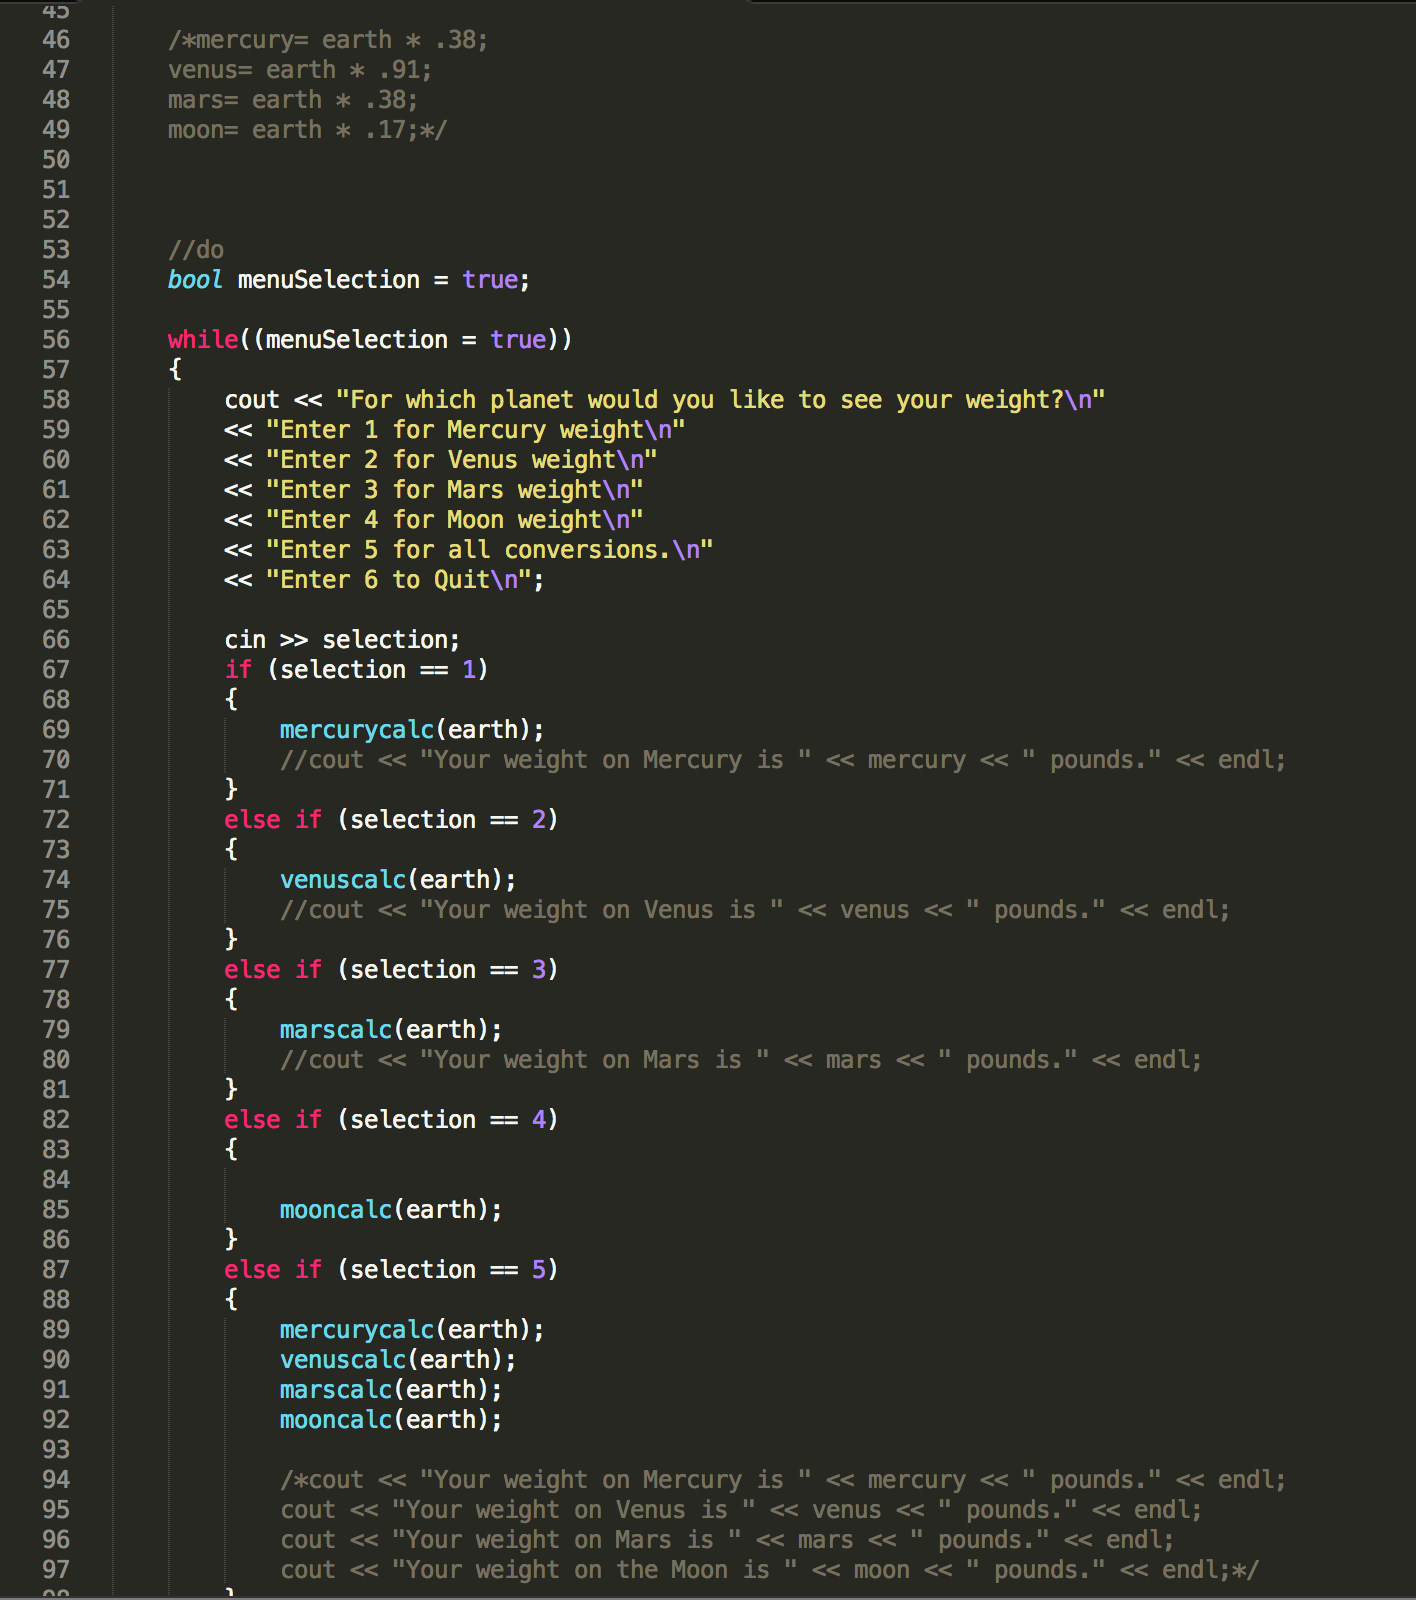 45
46 /*mercury= earth * .38;
47 venus= earth * .91;
48 mars= earth * .38;
49 moon= earth * .17;*/
50
51
52
53 //do
54 bool menuSelection = true;
55
56 while((menuSelection = true))
57 {
58 cout << "For which planet would you like to see your weight?\n"
59 << "Enter 1 for Mercury weight\n"
60 << "Enter 2 for Venus weight\n"
61 << "Enter 3 for Mars weight\n"
62 << "Enter 4 for Moon weight\n"
63 << "Enter 5 for all conversions.\n"
64 << "Enter 6 to Quit\n";
65
66 cin >> selection;
67 if (selection == 1)
68 {
69 mercurycalc(earth);
70 //cout << "Your weight on Mercury is " << mercury << " pounds." << endl;
71 }
72 else if (selection == 2)
73 {
74 venuscalc(earth);
75 //cout << "Your weight on Venus is " << venus << " pounds." << endl;
76 }
77 else if (selection == 3)
78 {
79 marscalc(earth);
80 //cout << "Your weight on Mars is " << mars << " pounds." << endl;
81 }
82 else if (selection == 4)
83 {
84
85 mooncalc(earth);
86 }
87 else if (selection == 5)
88 {
89 mercurycalc(earth);
90 venuscalc(earth);
91 marscalc(earth);
92 mooncalc(earth);
93
94 /*cout << "Your weight on Mercury is " << mercury << " pounds." << endl;
95 cout << "Your weight on Venus is " << venus << " pounds." << endl;
96 cout << "Your weight on Mars is " << mars << " pounds." << endl;
97 cout << "Your weight on the Moon is " << moon << " pounds." << endl;*/
98 }